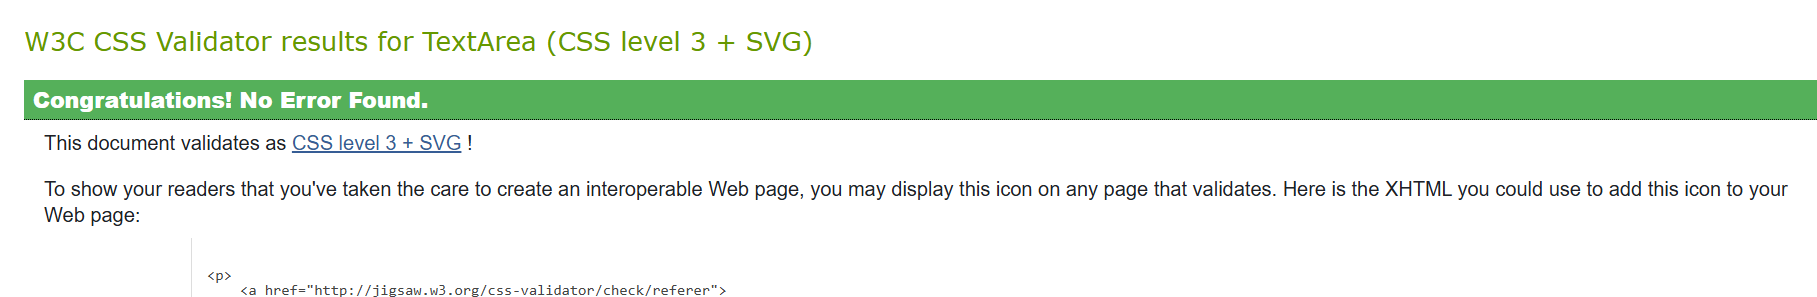 W3C CSS Validator results for TextArea (CSS level 3 + SVG)
Congratulations! No Error Found.
This document validates as CSS level 3 + SVG !
To show your readers that you've taken the care to create an interoperable Web page, you may display this icon on any page that validates. Here is the XHTML you could use to add this icon to your
Web page:
<p>
<a href="http://jigsaw.w3.org/css-validator/check/referer">